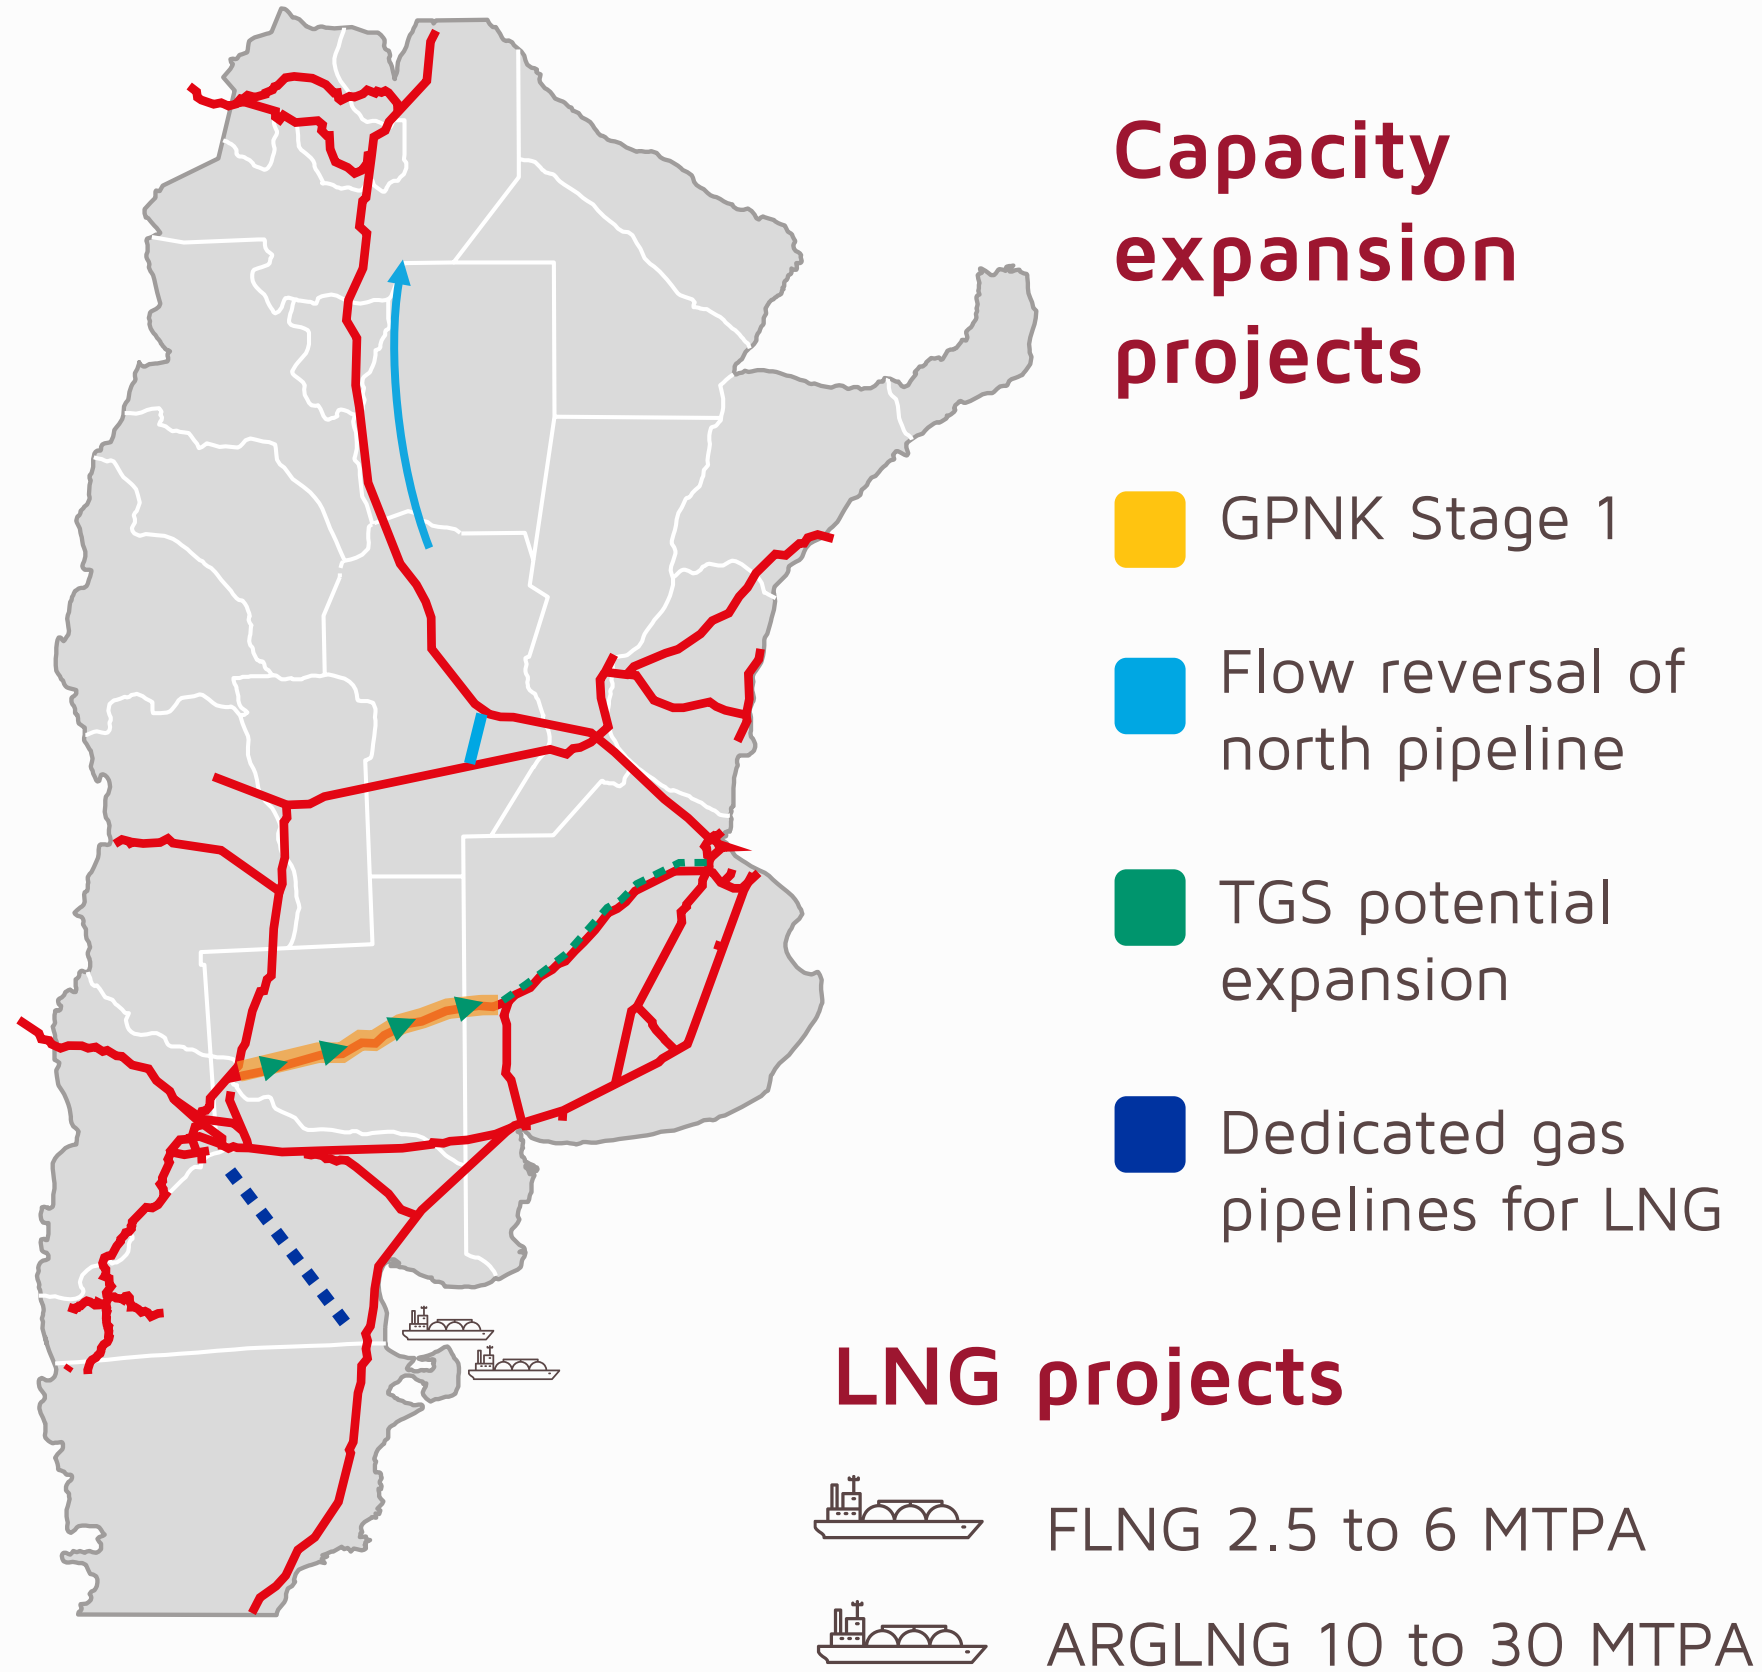 Capacity
expansion
projects
GPNK Stage 1
Flow reversal of
north pipeline
TGS potential
expansion
Dedicated gas
pipelines for LNG
LNG projects
FLNG 2.5 to 6 MTPA
ARGLNG 10 to 30 MTPA